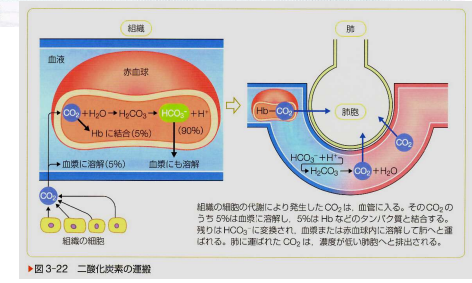 組織
血液
赤血球
CO₂+H₂O→H₂CO₃ HCO₃⁻+H⁺
Hbに結合(5%)
(90%)
血漿に溶解(5%)
血漿にも溶解
CO₂
組織の細胞
肺
Hb CO₂
肺胞
CO₂
HCO₃⁻+H⁺
H₂CO₃
CO₂+H₂O
組織の細胞の代謝により発生したCO₂は、血管に入る。そのCO₂の
うち5%は血漿に溶解し、5%はHbなどのタンパク質と結合する。
残りはHCO₃⁻に変換され、血漿または赤血球内に溶解して肺へと運
ばれる。肺に運ばれたCO₂は、濃度が低い肺胞へと排出される。
▶図3-22 二酸化炭素の運搬